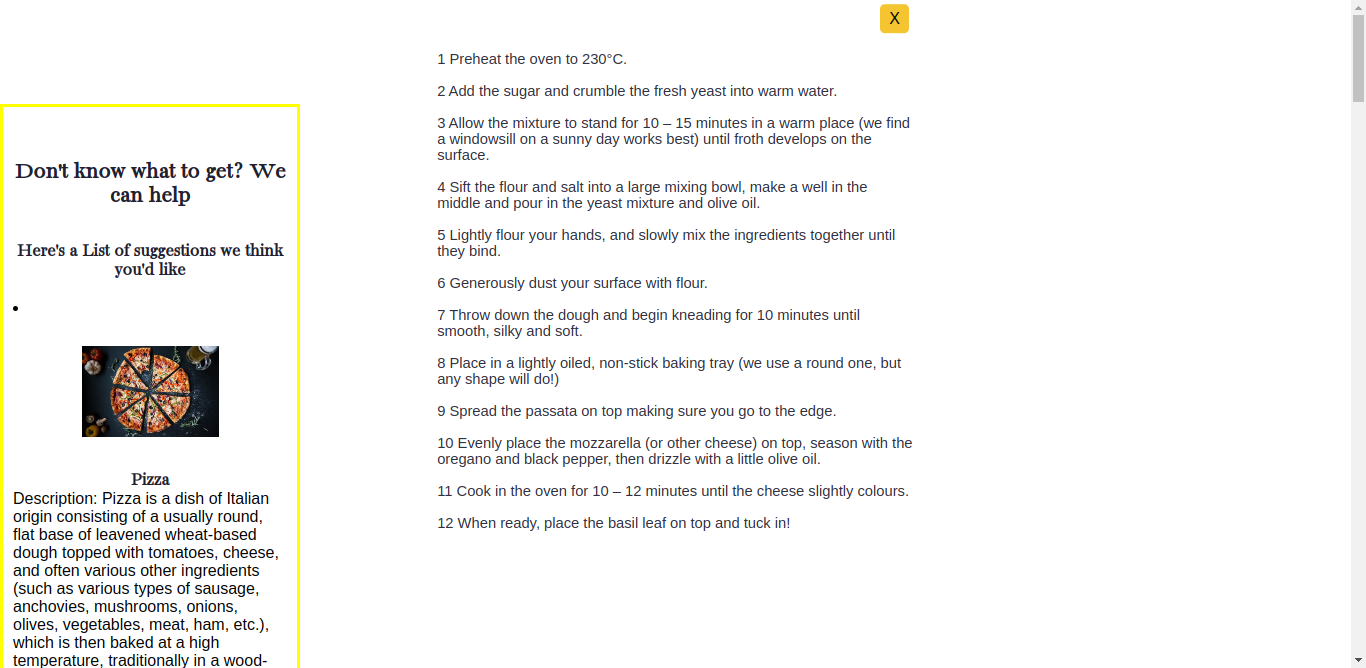 X
1 Preheat the oven to 230°C.
2 Add the sugar and crumble the fresh yeast into warm water.
3 Allow the mixture to stand for 10 – 15 minutes in a warm place (we find
a windowsill on a sunny day works best) until froth develops on the
surface.
4 Sift the flour and salt into a large mixing bowl, make a well in the
middle and pour in the yeast mixture and olive oil.
5 Lightly flour your hands, and slowly mix the ingredients together until
they bind.
6 Generously dust your surface with flour.
7 Throw down the dough and begin kneading for 10 minutes until
smooth, silky and soft.
8 Place in a lightly oiled, non-stick baking tray (we use a round one, but
any shape will do!)
9 Spread the passata on top making sure you go to the edge.
10 Evenly place the mozzarella (or other cheese) on top, season with the
oregano and black pepper, then drizzle with a little olive oil.
11 Cook in the oven for 10 – 12 minutes until the cheese slightly colours.
12 When ready, place the basil leaf on top and tuck in!
Don't know what to get? We
can help
Here's a List of suggestions we think
you'd like
Pizza
Description: Pizza is a dish of Italian
origin consisting of a usually round,
flat base of leavened wheat-based
dough topped with tomatoes, cheese,
and often various other ingredients
(such as various types of sausage,
anchovies, mushrooms, onions,
olives, vegetables, meat, ham, etc.),
which is then baked at a high
temperature, traditionally in a wood-